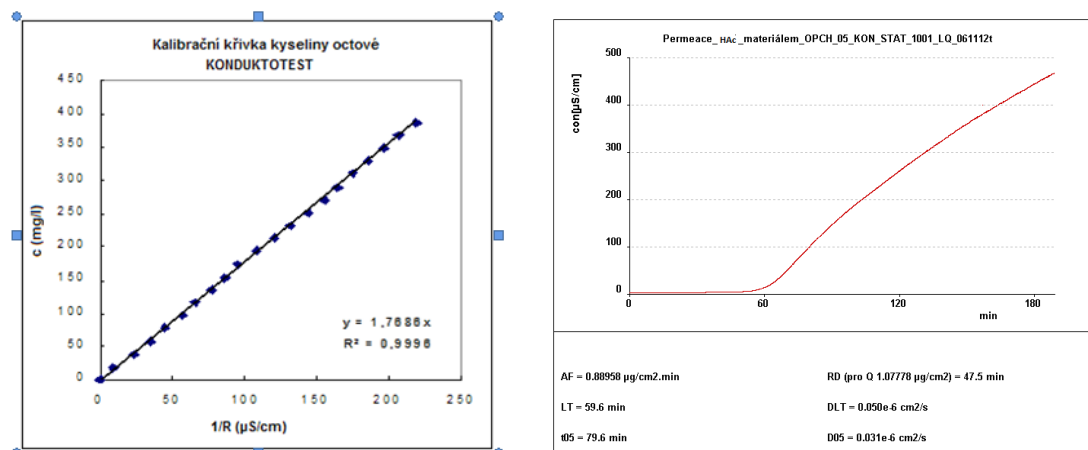 Kalibrační křivka kyseliny octové
KONDUKTOTEST
450
400
350
300
250
200
150
100
50
0
c (mg/l)
y = 1,7686x
R² = 0,9996
0 50 100 150 200 250
1/R (µS/cm)
Permeace_HAc_materiálem_OPCH_05_KON_STAT_1001_LQ_061112t
500
400
300
200
100
0
con[µS/cm]
0 60 120 180
min
AF = 0.88958 µg/cm2.min
RD (pro Q 1.07778 µg/cm2) = 47.5 min
LT = 59.6 min
DLT = 0.050e-6 cm2/s
t05 = 79.6 min
D05 = 0.031e-6 cm2/s